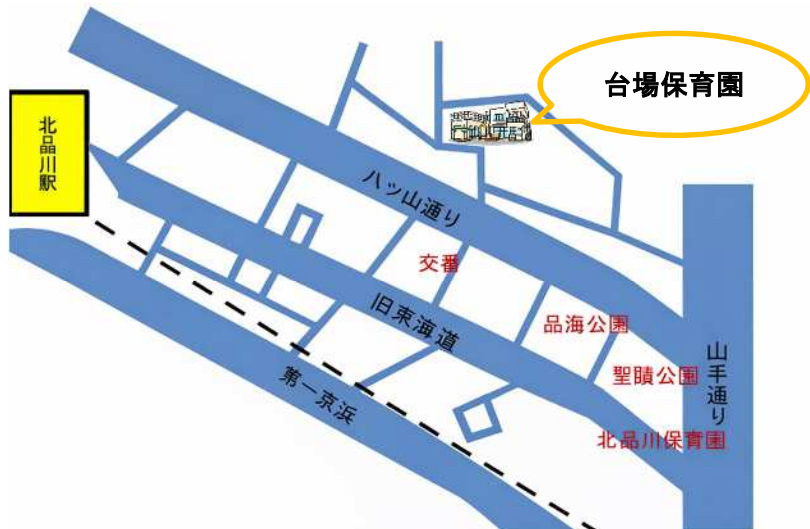 台場保育園
北品川駅
八ツ山通り
交番
旧東海道
品海公園
山手通り
聖蹟公園
第一京浜
北品川保育園